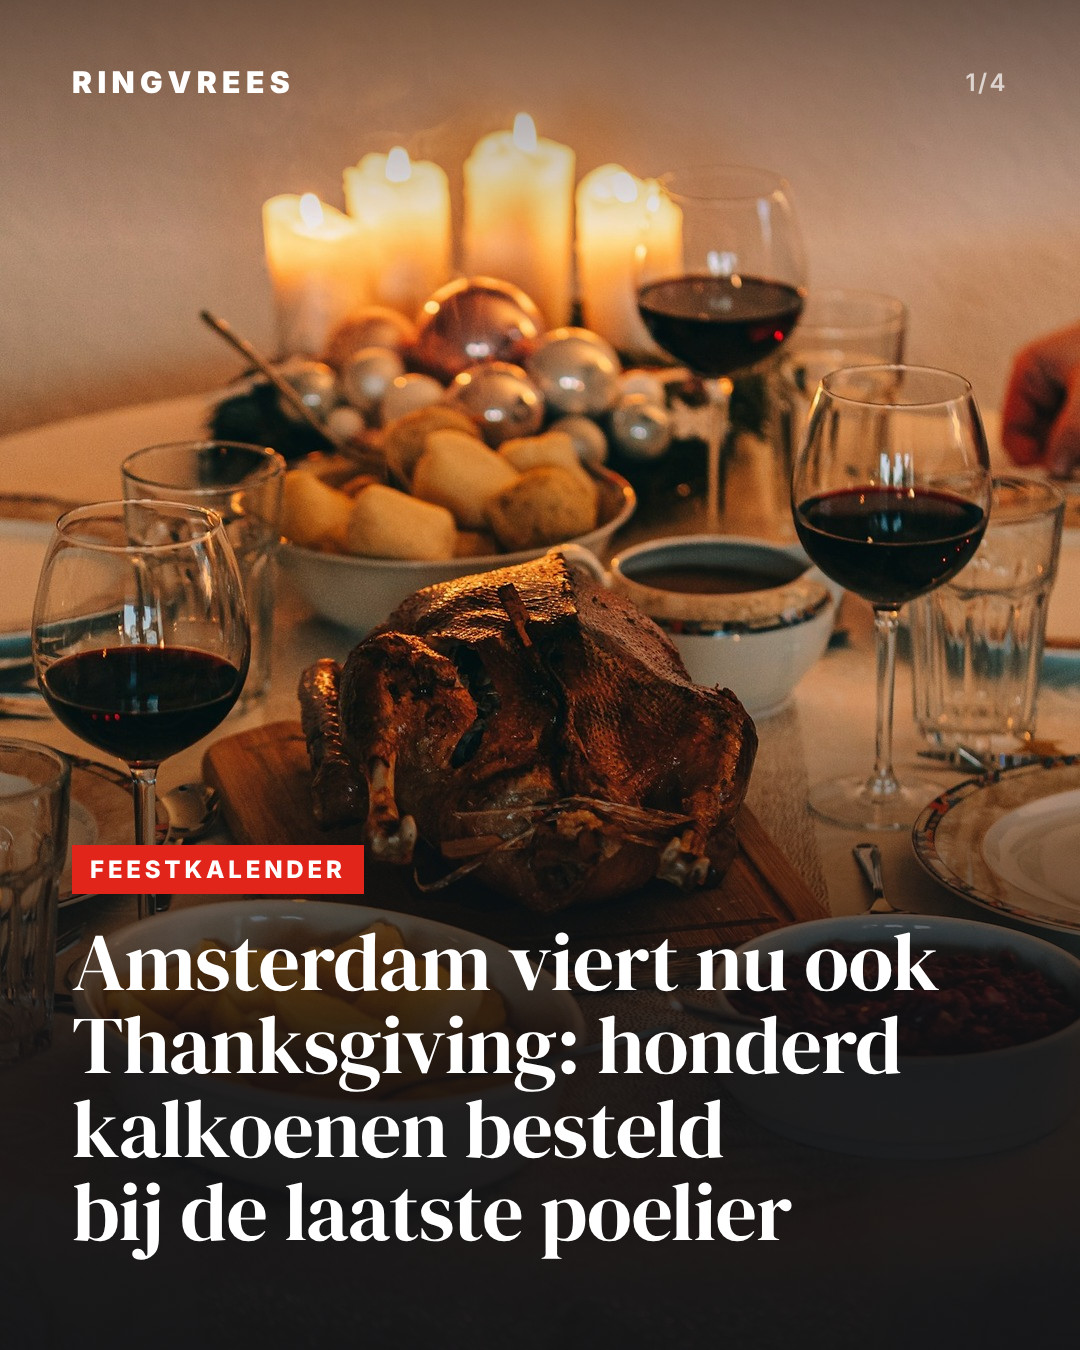 RINGVREES
1/4
FEESTKALENDER
Amsterdam viert nu ook
Thanksgiving: honderd
kalkoenen besteld
bij de laatste poelier